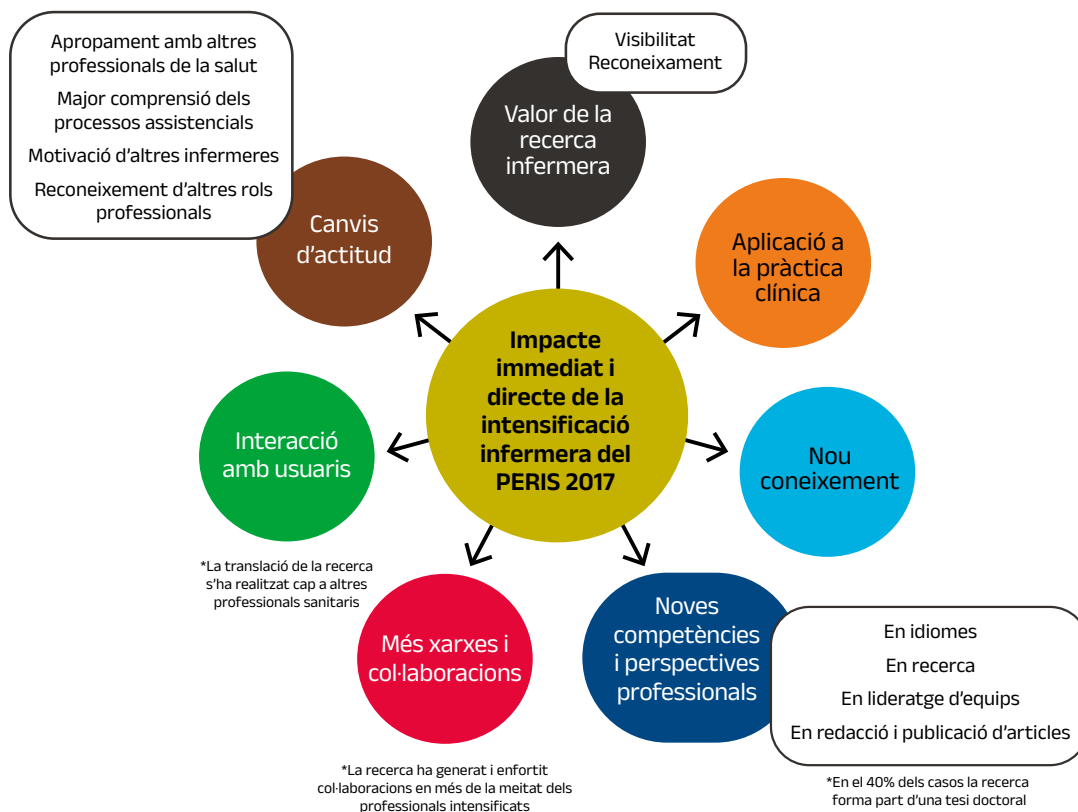 Apropament amb altres
professionals de la salut
Major comprensió dels
processos assistencials
Motivació d'altres infermeres
Reconeixement d'altres rols
professionals
Visibilitat
Reconeixament
Valor de la
recerca
infermera
Canvis
d'actitud
Aplicació a
la pràctica
clínica
Impacte
immediat i
directe de la
intensificació
infermera del
PERIS 2017
Interacció
amb usuaris
*La translació de la recerca
s'ha realitzat cap a altres
professionals sanitaris
Nou
coneixement
Més xarxes i
col·laboracions
*La recerca ha generat i enfortit
col·laboracions en més de la meitat dels
professionals intensificats
Noves
competències
i perspectives
professionals
En idiomes
En recerca
En lideratge d'equips
En redacció i publicació d'articles
*En el 40% dels casos la recerca
forma part d'una tesi doctoral